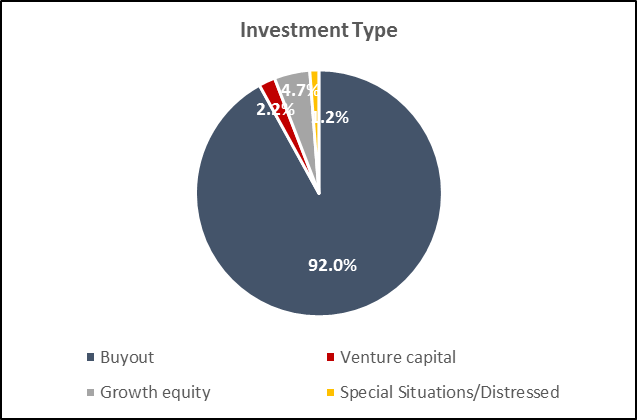 Investment Type
4.7%
2.2%
1.2%
92.0%
Buyout
Venture capital
Growth equity
Special Situations/Distressed